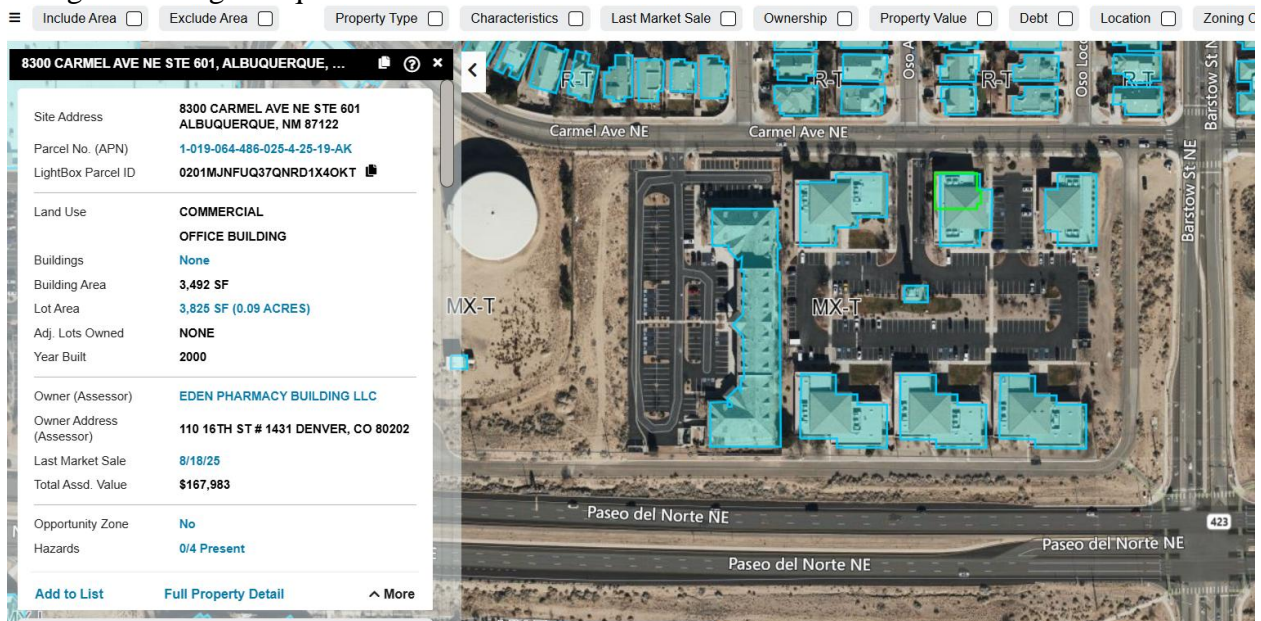 Include Area
Exclude Area
Property Type
Characteristics
Last Market Sale
Ownership
Property Value
Debt
Location
Zoning C
8300 CARMEL AVE NE STE 601, ALBUQUERQUE, ...
Site Address
8300 CARMEL AVE NE STE 601
ALBUQUERQUE, NM 87122
Parcel No. (APN)
1-019-064-486-025-4-25-19-AK
LightBox Parcel ID
0201MJNFUQ37QNRD1X4OKT
Land Use
COMMERCIAL
OFFICE BUILDING
Buildings
None
Building Area
3,492 SF
Lot Area
3,825 SF (0.09 ACRES)
Adj. Lots Owned
NONE
Year Built
2000
Owner (Assessor)
EDEN PHARMACY BUILDING LLC
Owner Address
(Assessor)
110 16TH ST # 1431 DENVER, CO 80202
Last Market Sale
8/18/25
Total Assd. Value
$167,983
Opportunity Zone
No
Hazards
0/4 Present
Add to List
Full Property Detail
More
R-T
R-T
R-T
R-T
Oso A
Oso Loco
Barstow St N
Carmel Ave NE
Carmel Ave NE
Barstow St NE
MX-T
MX-T
Paseo del Norte NE
423
Paseo del Norte NE
Paseo del Norte NE